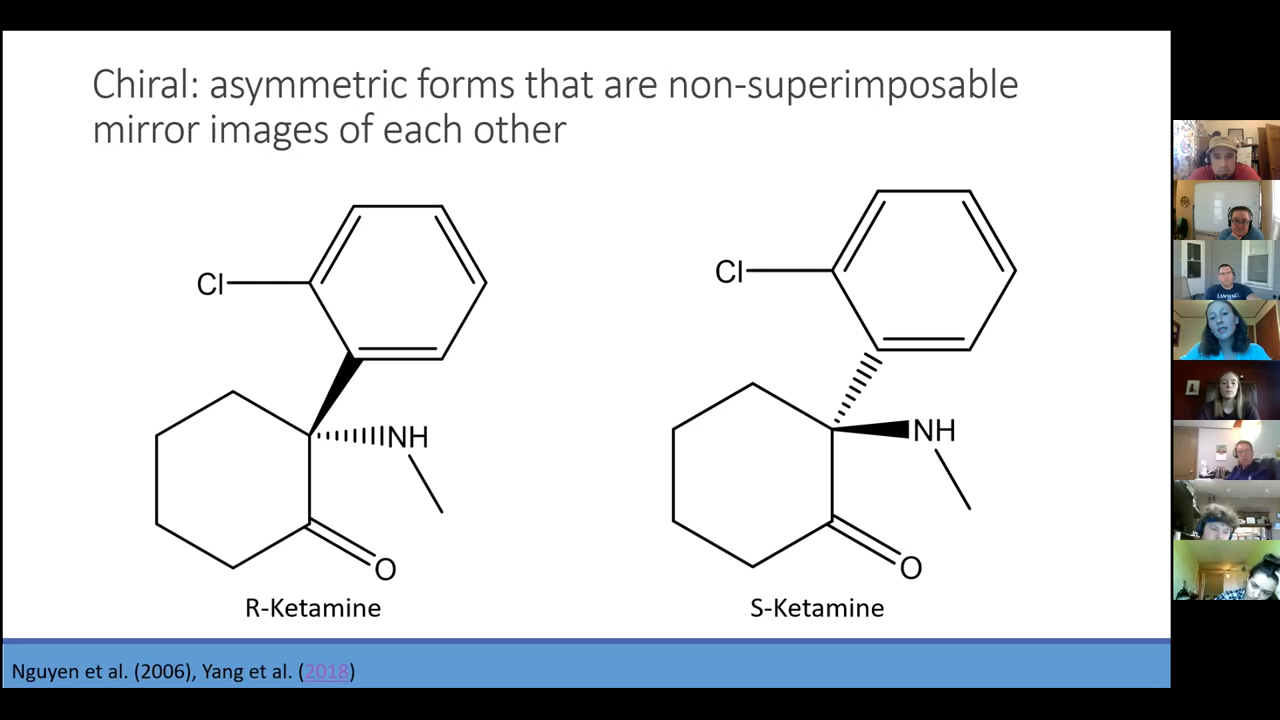 Chiral: asymmetric forms that are non-superimposable
mirror images of each other
Cl
NH
O
R-Ketamine
Cl
NH
O
S-Ketamine
Nguyen et al. (2006), Yang et al. (2018)